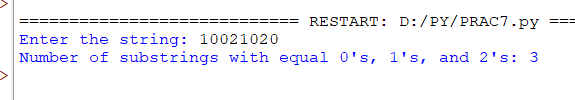 >
============================ RESTART: D:/PY/PRAC7.py ===
Enter the string: 10021020
Number of substrings with equal 0's, 1's, and 2's: 3
>